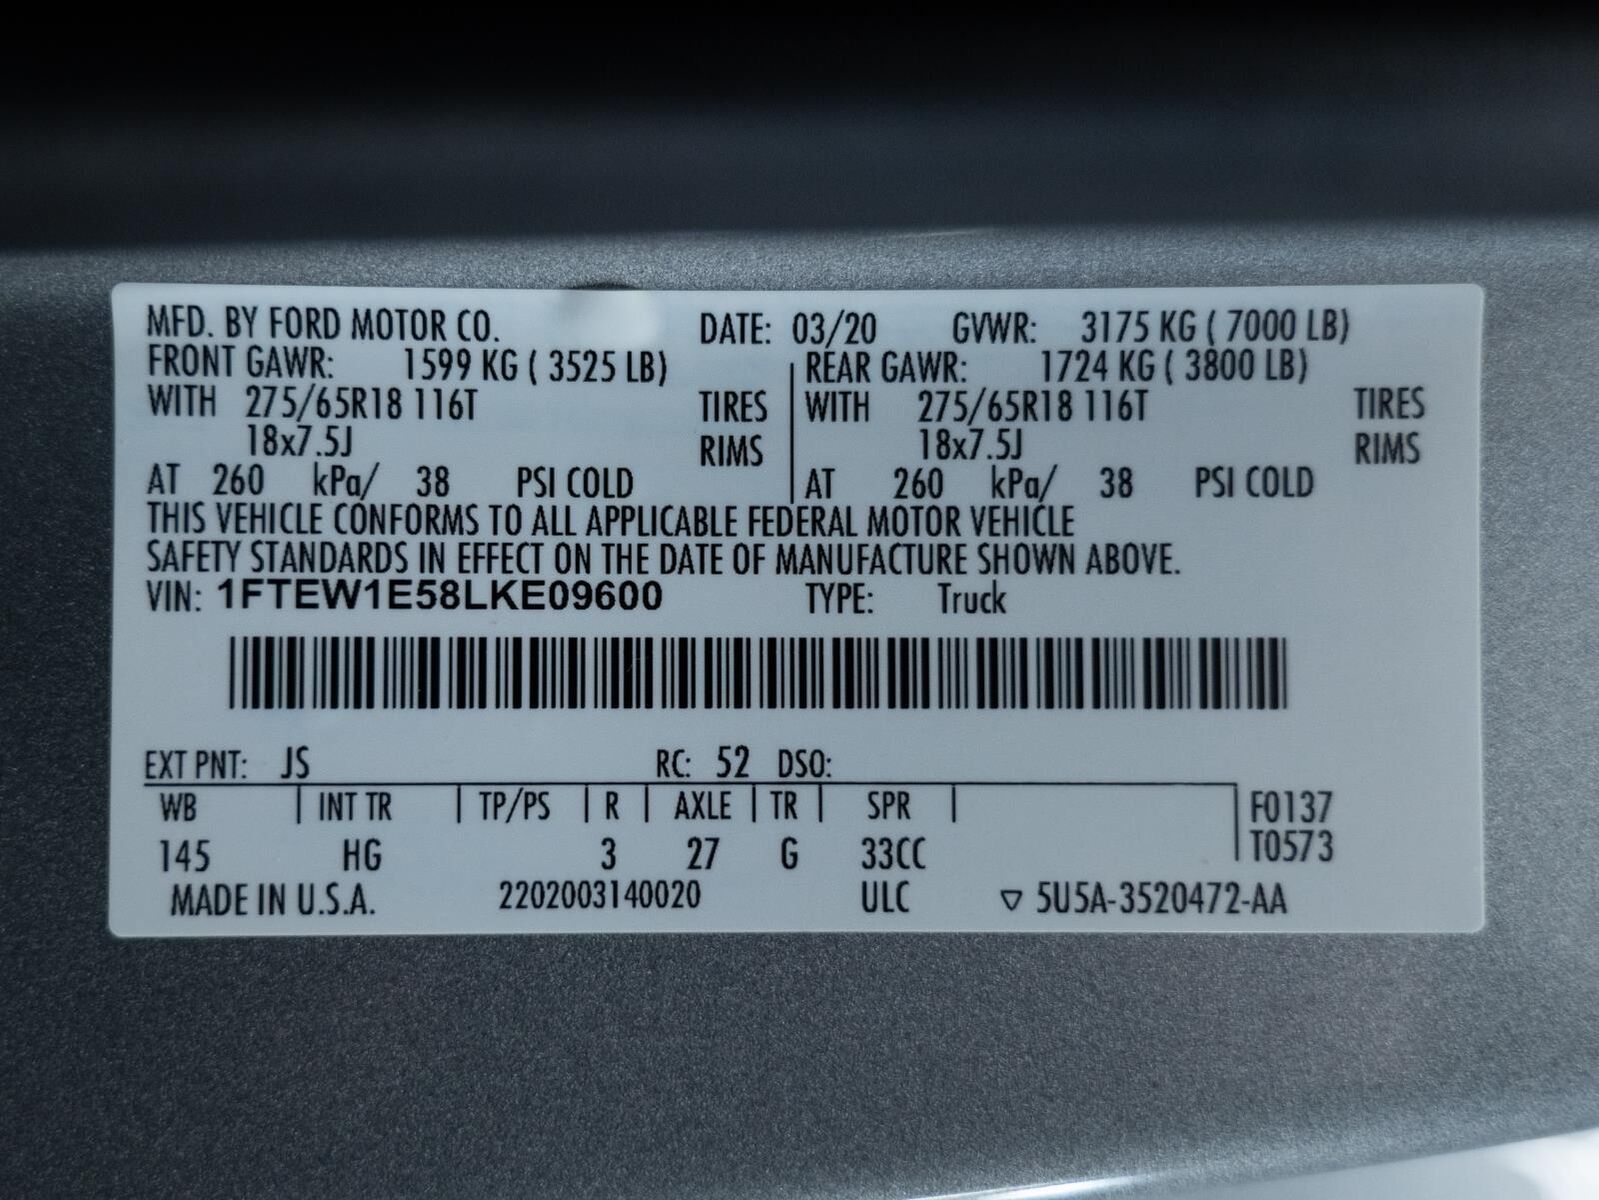 MFD. BY FORD MOTOR CO. DATE: 03/20 GVWR: 3175 KG ( 7000 LB)
FRONT GAWR: 1599 KG ( 3525 LB) REAR GAWR: 1724 KG ( 3800 LB)
WITH 275/65R18 116T TIRES WITH 275/65R18 116T TIRES
18x7.5J RIMS 18x7.5J RIMS
AT 260 kPa/ 38 PSI COLD AT 260 kPa/ 38 PSI COLD
THIS VEHICLE CONFORMS TO ALL APPLICABLE FEDERAL MOTOR VEHICLE
SAFETY STANDARDS IN EFFECT ON THE DATE OF MANUFACTURE SHOWN ABOVE.
VIN: 1FTEW1E58LKE09600 TYPE: Truck
EXT PNT: JS RC: 52 DSO:
WB | INT TR | TP/PS | R | AXLE | TR | SPR | F0137
145 HG 3 27 G 33CC T0573
MADE IN U.S.A. 2202003140020 ULC ▽ 5U5A-3520472-AA